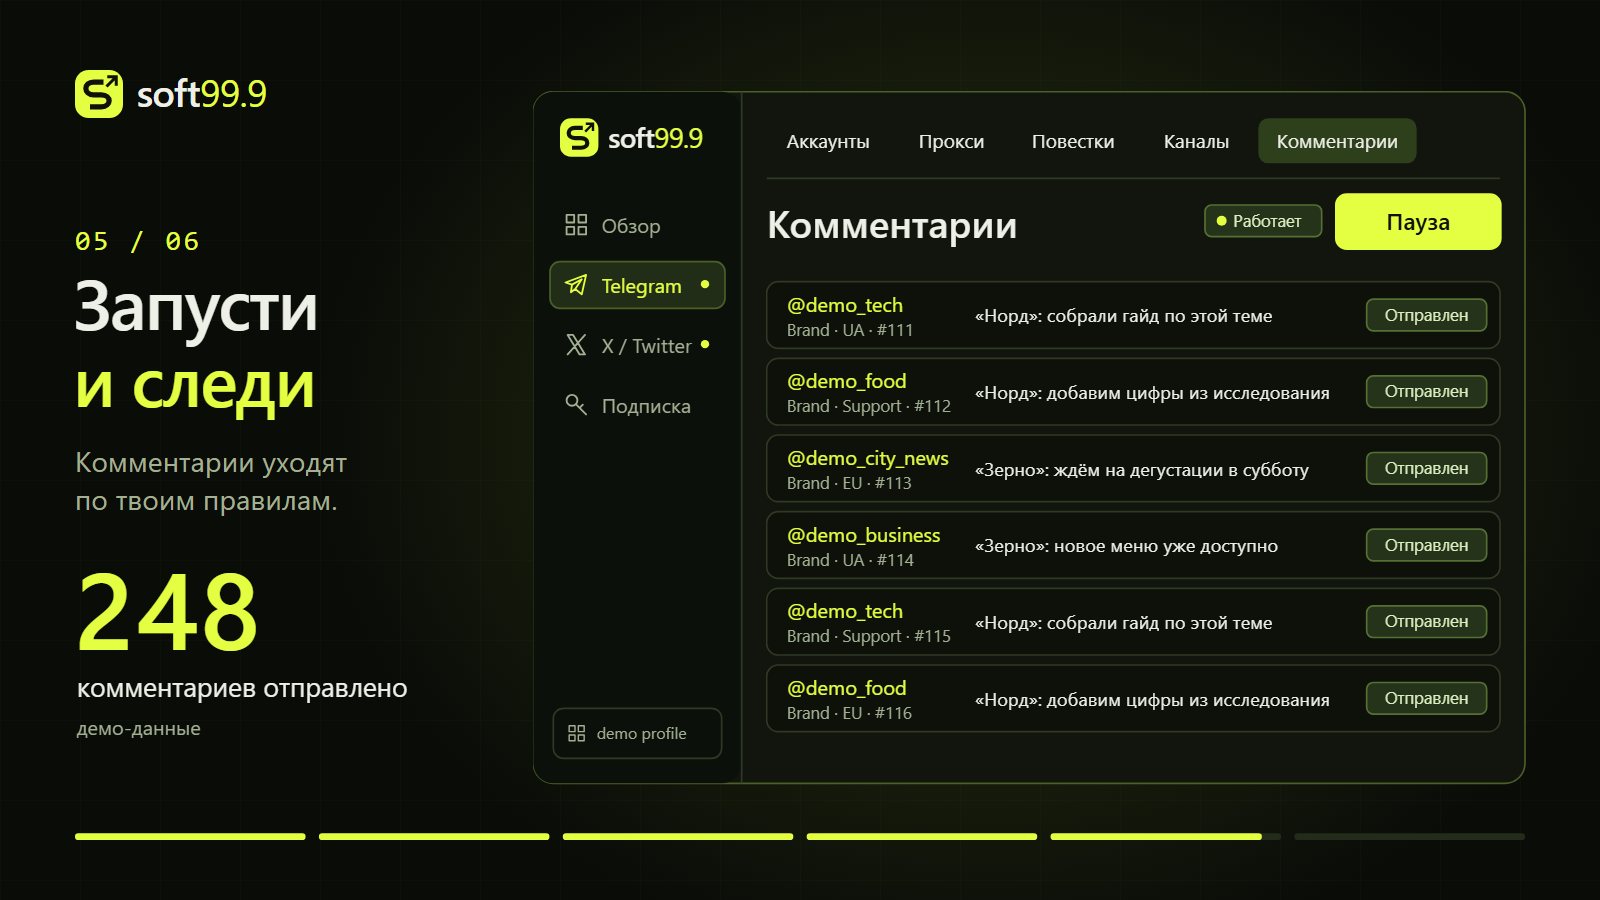 soft99.9
05 / 06
Запусти
и следи
Комментарии уходят
по твоим правилам.
248
комментариев отправлено
демо-данные
soft99.9
Обзор
Telegram
X / Twitter
Подписка
demo profile
Аккаунты Прокси Повестки Каналы Комментарии
Комментарии
Работает
Пауза
@demo_tech
Brand · UA · #111
«Норд»: собрали гайд по этой теме
Отправлен
@demo_food
Brand · Support · #112
«Норд»: добавим цифры из исследования
Отправлен
@demo_city_news
Brand · EU · #113
«Зерно»: ждём на дегустации в субботу
Отправлен
@demo_business
Brand · UA · #114
«Зерно»: новое меню уже доступно
Отправлен
@demo_tech
Brand · Support · #115
«Норд»: собрали гайд по этой теме
Отправлен
@demo_food
Brand · EU · #116
«Норд»: добавим цифры из исследования
Отправлен